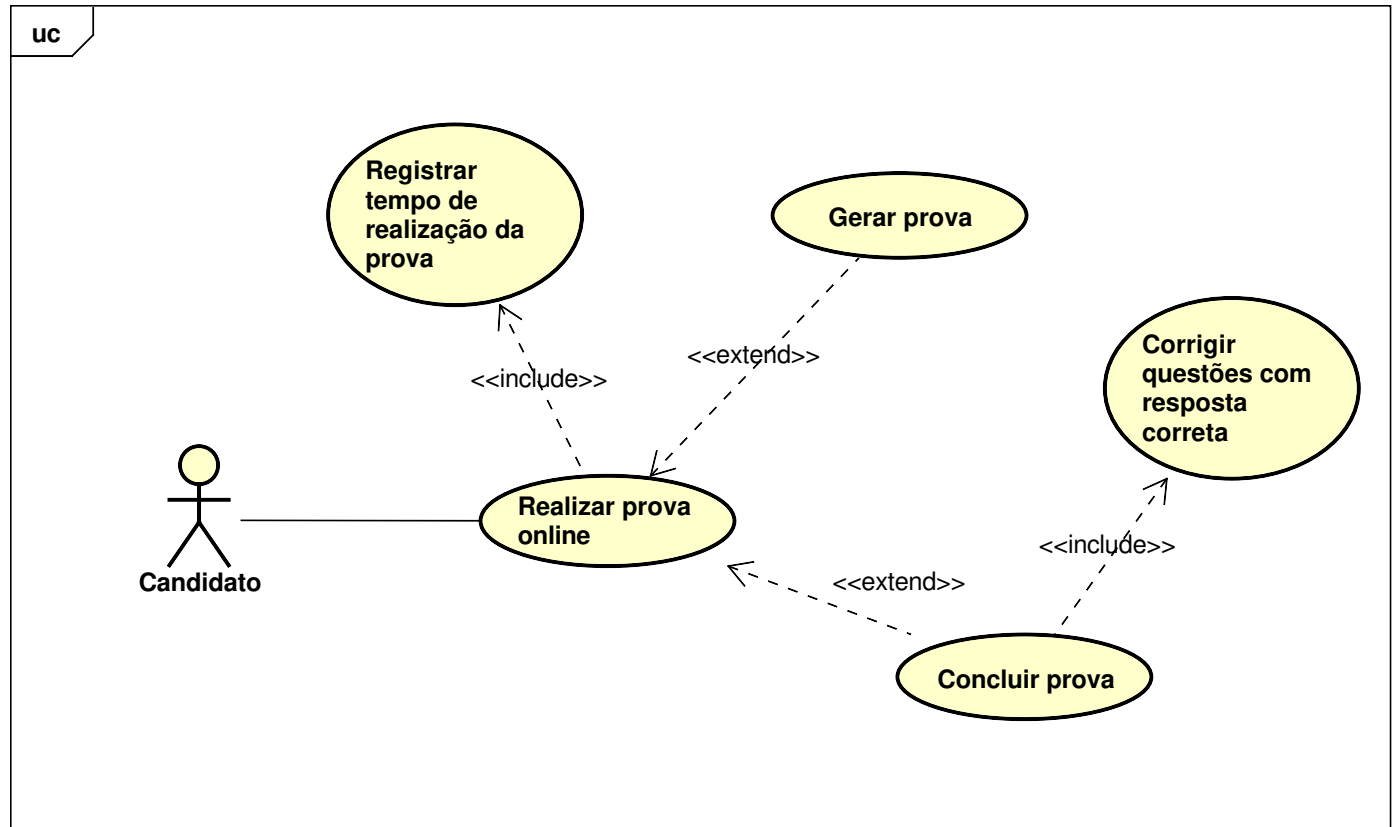 uc
Registrar
tempo de
realização da
prova
Gerar prova
<<extend>>
<<include>>
Corrigir
questões com
resposta
correta
Realizar prova
online
<<include>>
<<extend>>
Candidato
Concluir prova